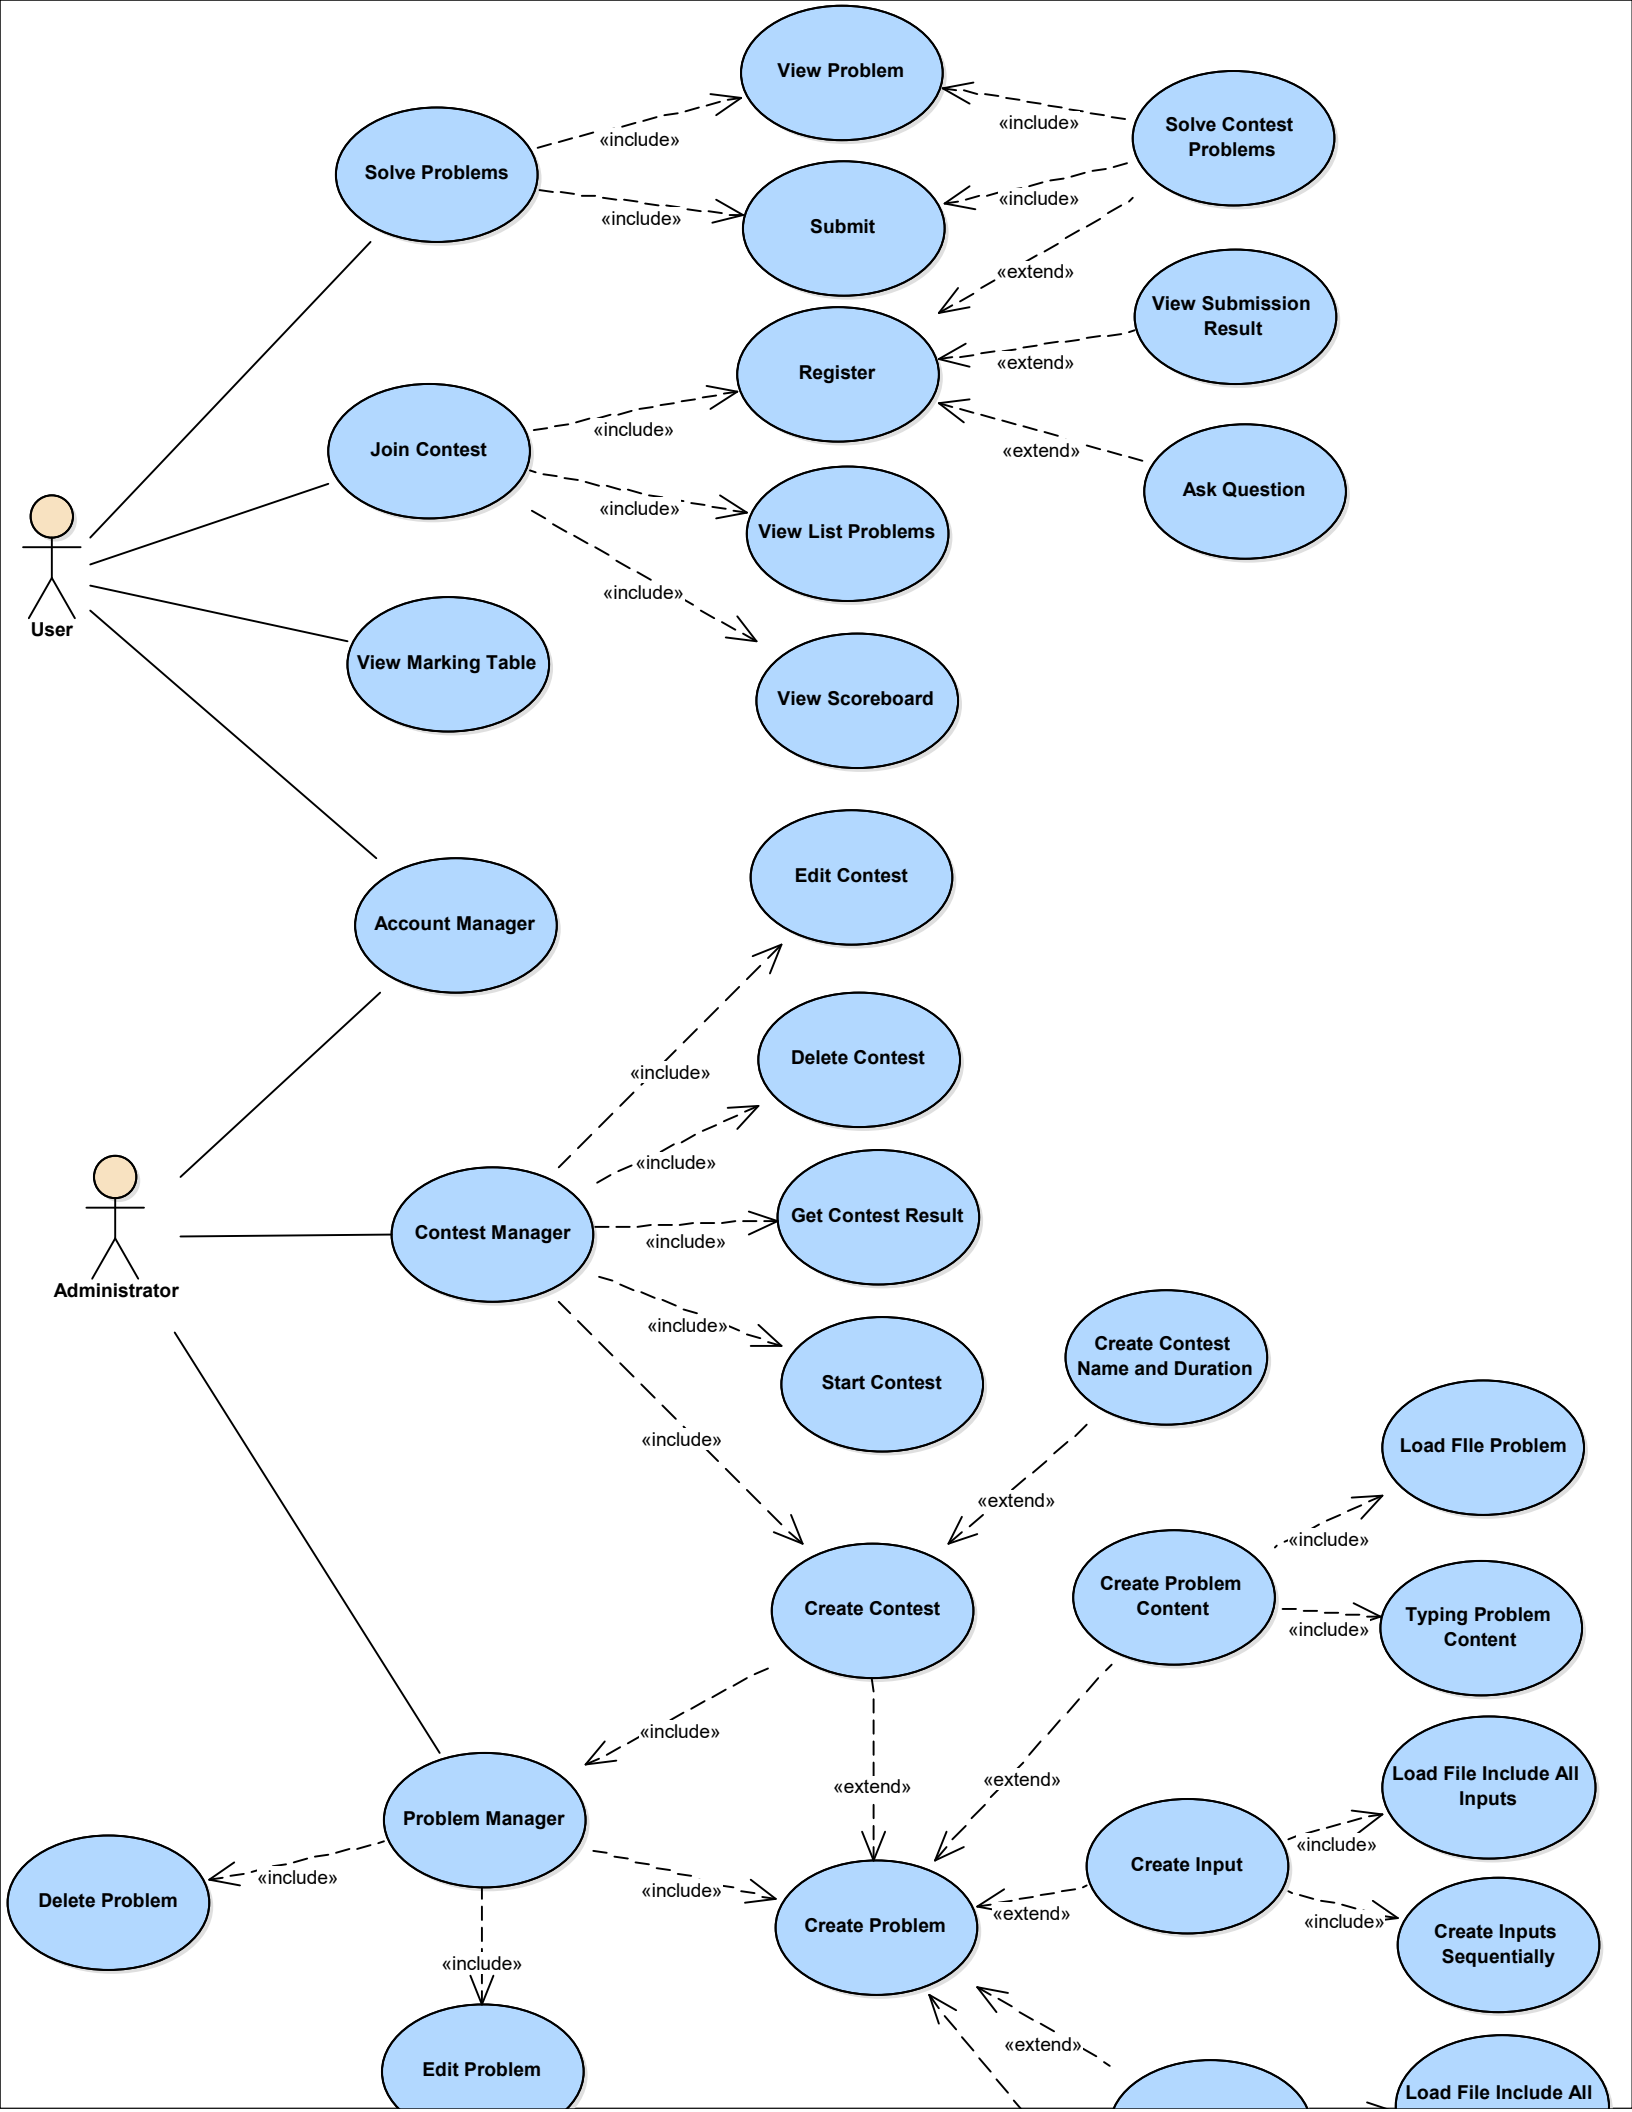 View Problem
«include»
Solve Contest
Problems
«include»
Solve Problems
«include»
«include»
Submit
«include»
«extend»
View Submission
Result
Register
«extend»
«include»
Join Contest
«extend»
Ask Question
«include»
View List Problems
«include»
User
View Marking Table
View Scoreboard
Edit Contest
Account Manager
Delete Contest
«include»
«include»
Get Contest Result
Contest Manager
«include»
Administrator
«include»
Start Contest
Create Contest
Name and Duration
«include»
Load FIle Problem
«extend»
«include»
Create Problem
Content
Create Contest
Typing Problem
Content
«include»
«include»
«extend»
«extend»
Load File Include All
Inputs
Problem Manager
«include»
Create Input
«include»
«include»
Delete Problem
«extend»
Create Problem
«include»
Create Inputs
Sequentially
«include»
«extend»
Edit Problem
Load File Include All